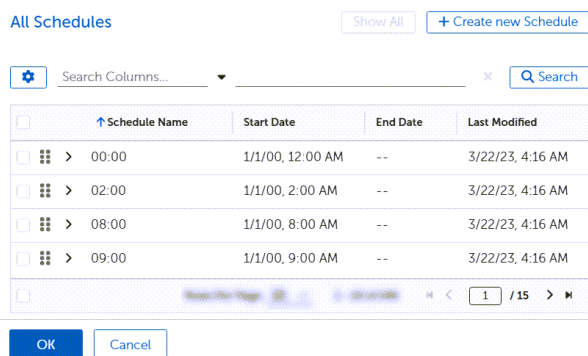 All Schedules Show All + Create new Schedule
Search Columns... Search
Schedule Name Start Date End Date Last Modified
00:00 1/1/00, 12:00 AM -- 3/22/23, 4:16 AM
02:00 1/1/00, 2:00 AM -- 3/22/23, 4:16 AM
08:00 1/1/00, 8:00 AM -- 3/22/23, 4:16 AM
09:00 1/1/00, 9:00 AM -- 3/22/23, 4:16 AM
1 / 15
OK Cancel